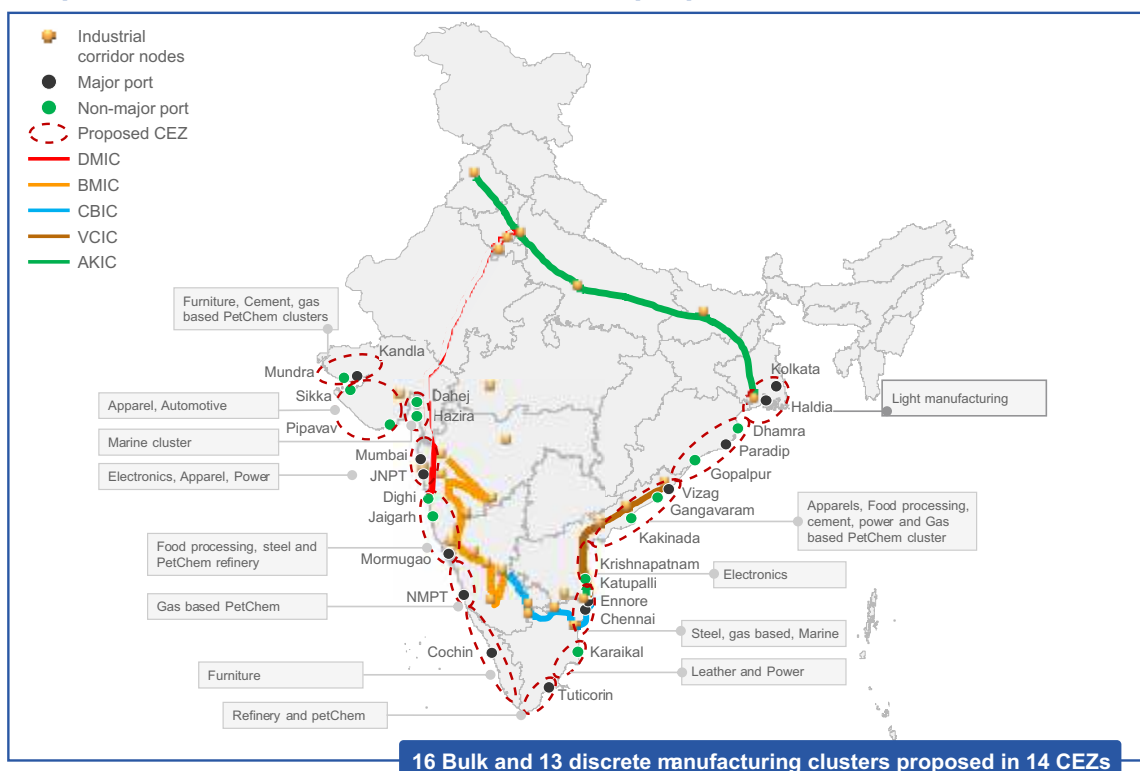 Industrial
corridor nodes
Major port
Non-major port
Proposed CEZ
DMIC
BMIC
CBIC
VCIC
AKIC
Furniture, Cement, gas
based PetChem clusters
Kandla
Mundra
Sikka
Pipavav
Dahej
Hazira
Apparel, Automotive
Marine cluster
Mumbai
JNPT
Electronics, Apparel, Power
Dighi
Jaigarh
Food processing, steel and
PetChem refinery
Mormugao
NMPT
Gas based PetChem
Cochin
Furniture
Tuticorin
Refinery and petChem
Kolkata
Haldia
Light manufacturing
Dhamra
Paradip
Gopalpur
Vizag
Gangavaram
Kakinada
Apparels, Food processing,
cement, power and Gas
based PetChem cluster
Krishnapatnam
Katupalli
Ennore
Chennai
Electronics
Steel, gas based, Marine
Karaikal
Leather and Power
16 Bulk and 13 discrete manufacturing clusters proposed in 14 CEZs